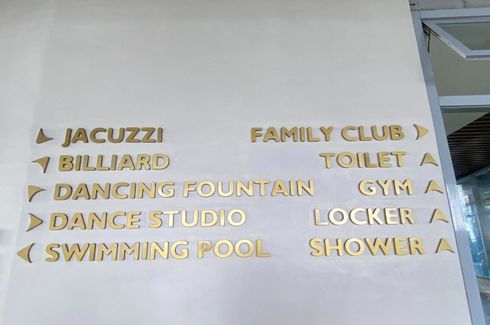 JACUZZI
BILLIARD
DANCING FOUNTAIN
DANCE STUDIO
SWIMMING POOL
FAMILY CLUB
TOILET
GYM
LOCKER
SHOWER